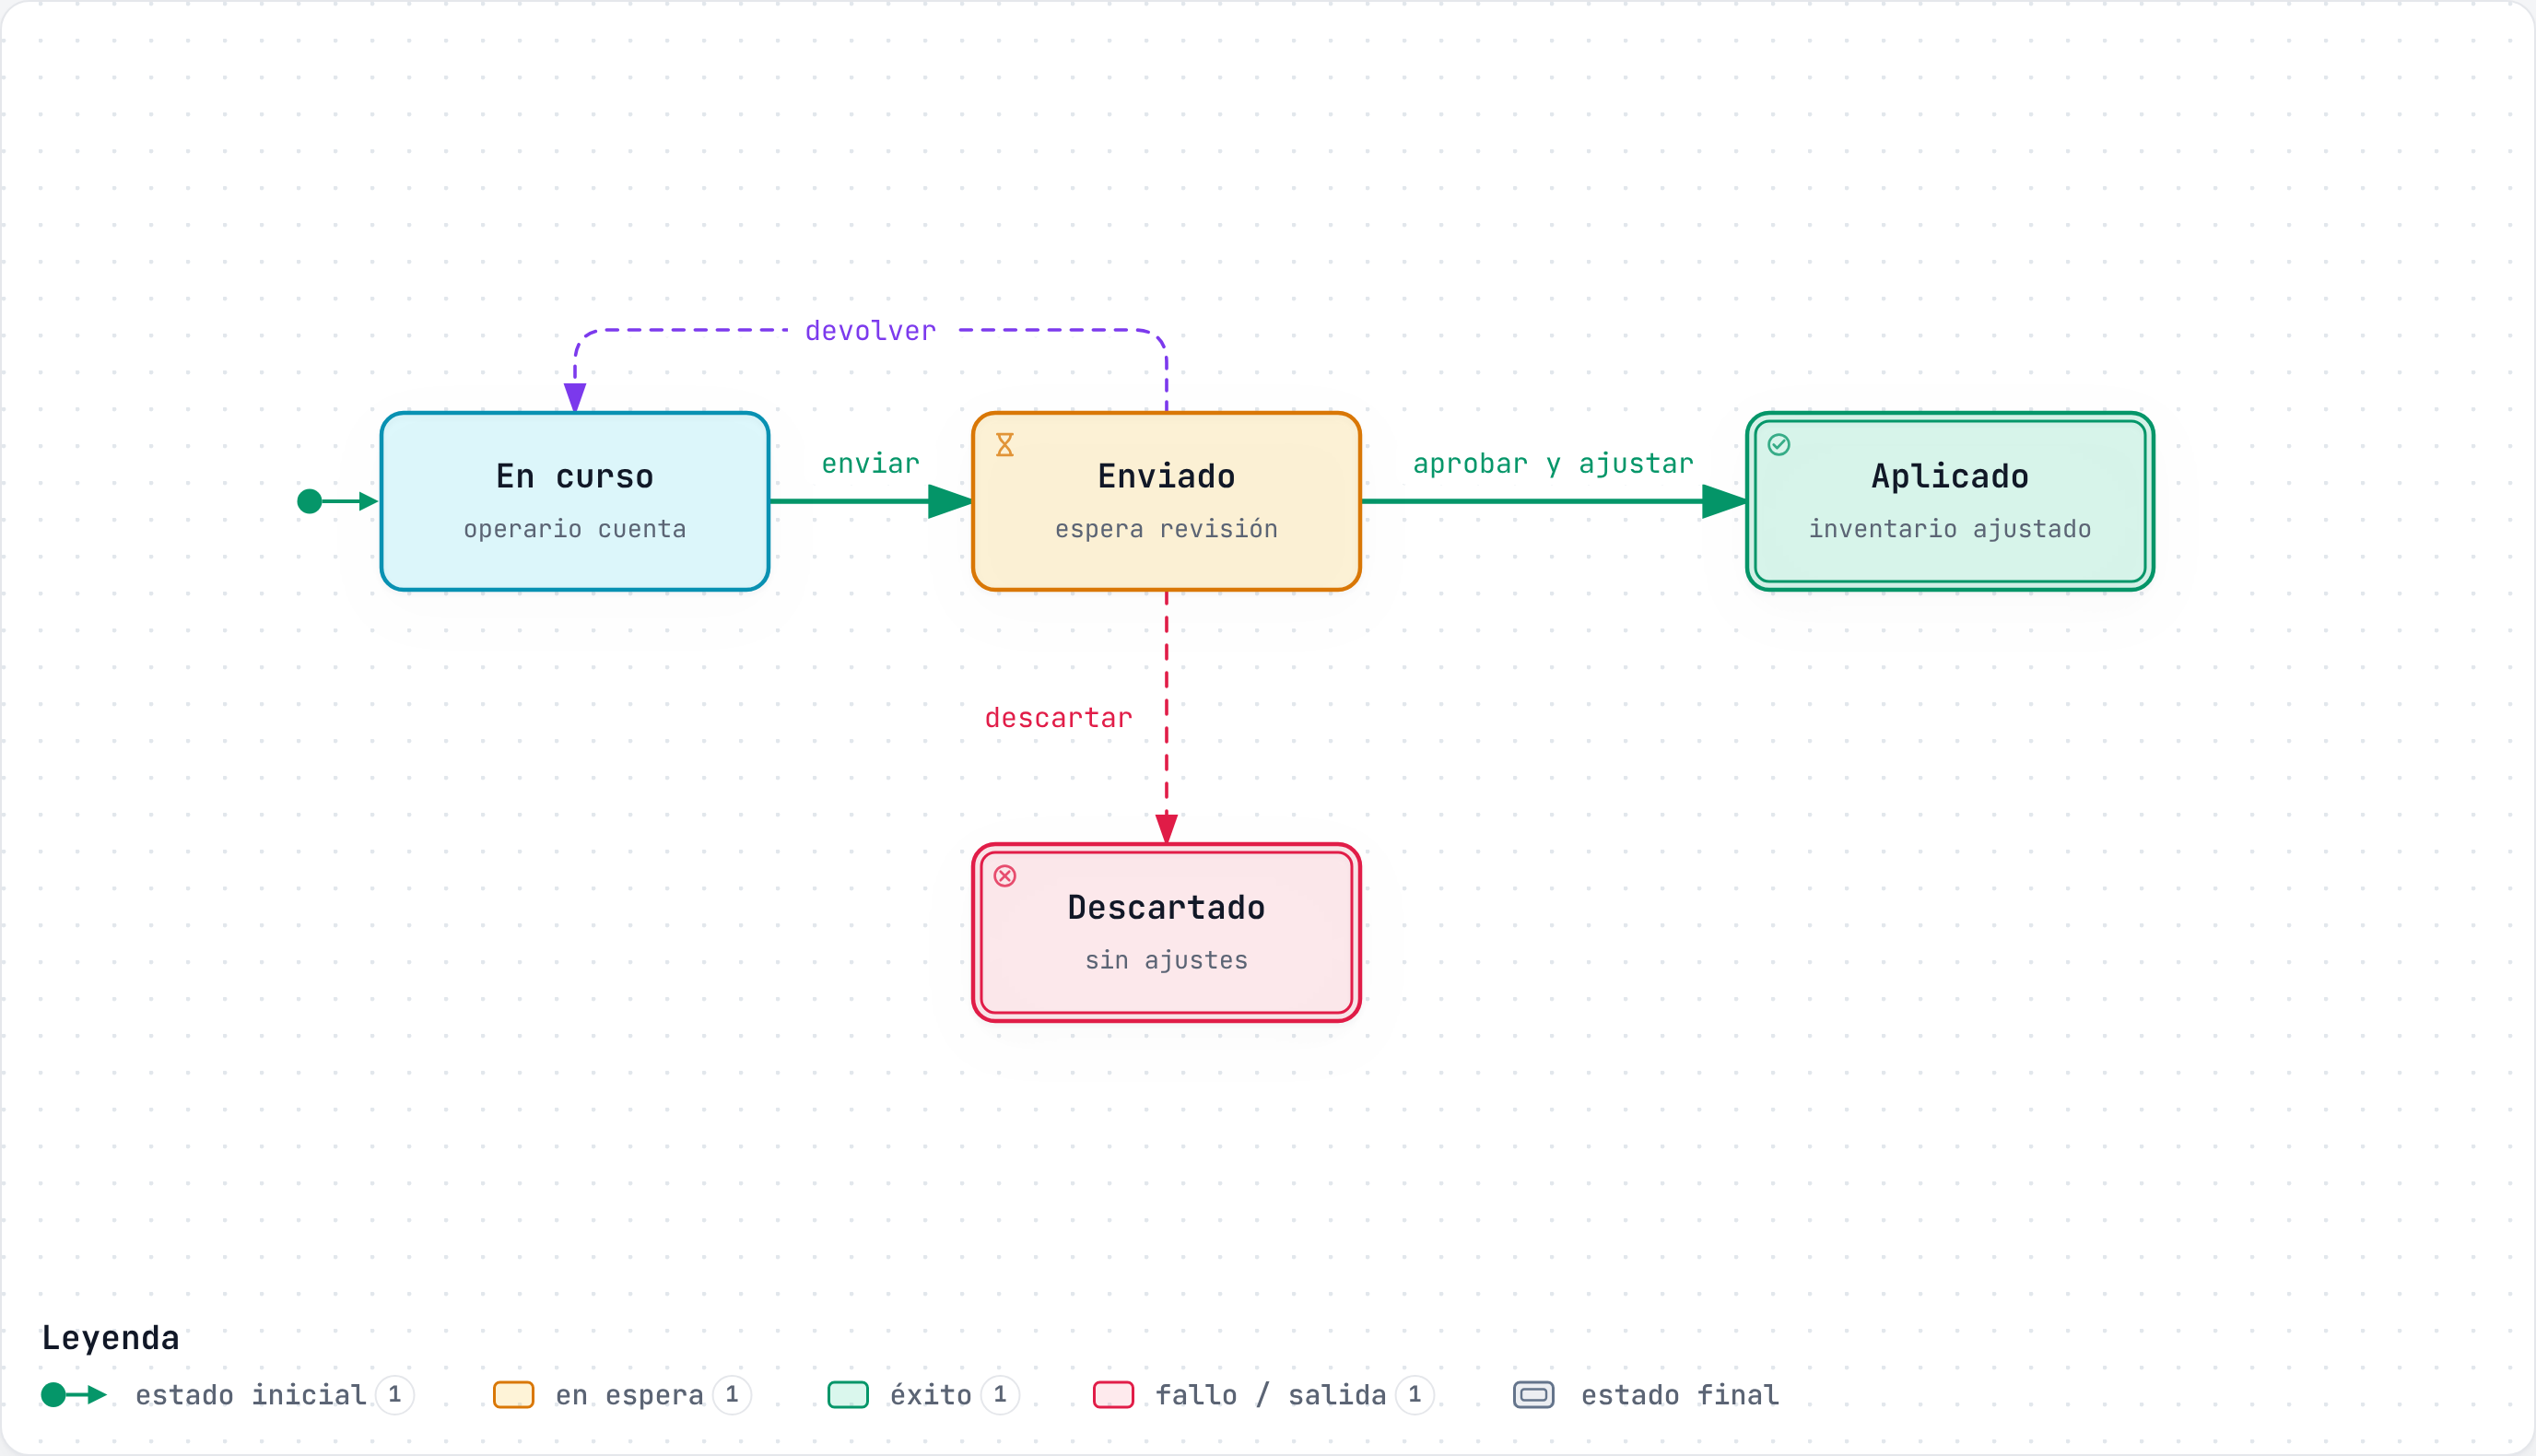 devolver
enviar
aprobar y ajustar
En curso
operario cuenta
Enviado
espera revisión
Aplicado
inventario ajustado
descartar
Descartado
sin ajustes
Leyenda
estado inicial 1
en espera 1
éxito 1
fallo / salida 1
estado final